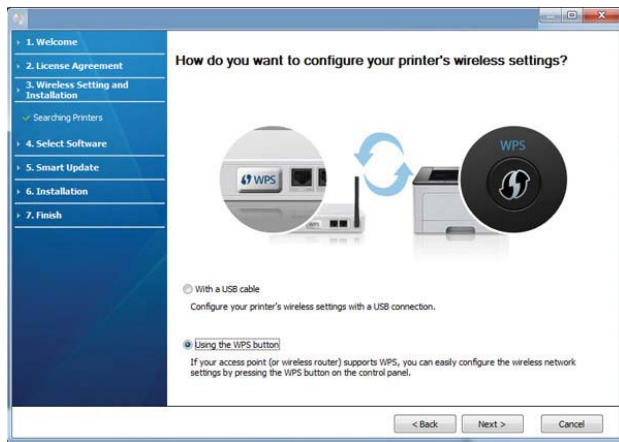 1. Welcome
2. License Agreement
3. Wireless Setting and
Installation
Searching Printers
4. Select Software
5. Smart Update
6. Installation
7. Finish
How do you want to configure your printer's wireless settings?
WPS
WPS
WPS
With a USB cable
Configure your printer's wireless settings with a USB connection.
Using the WPS button
If your access point (or wireless router) supports WPS, you can easily configure the wireless network
settings by pressing the WPS button on the control panel.
< Back
Next >
Cancel